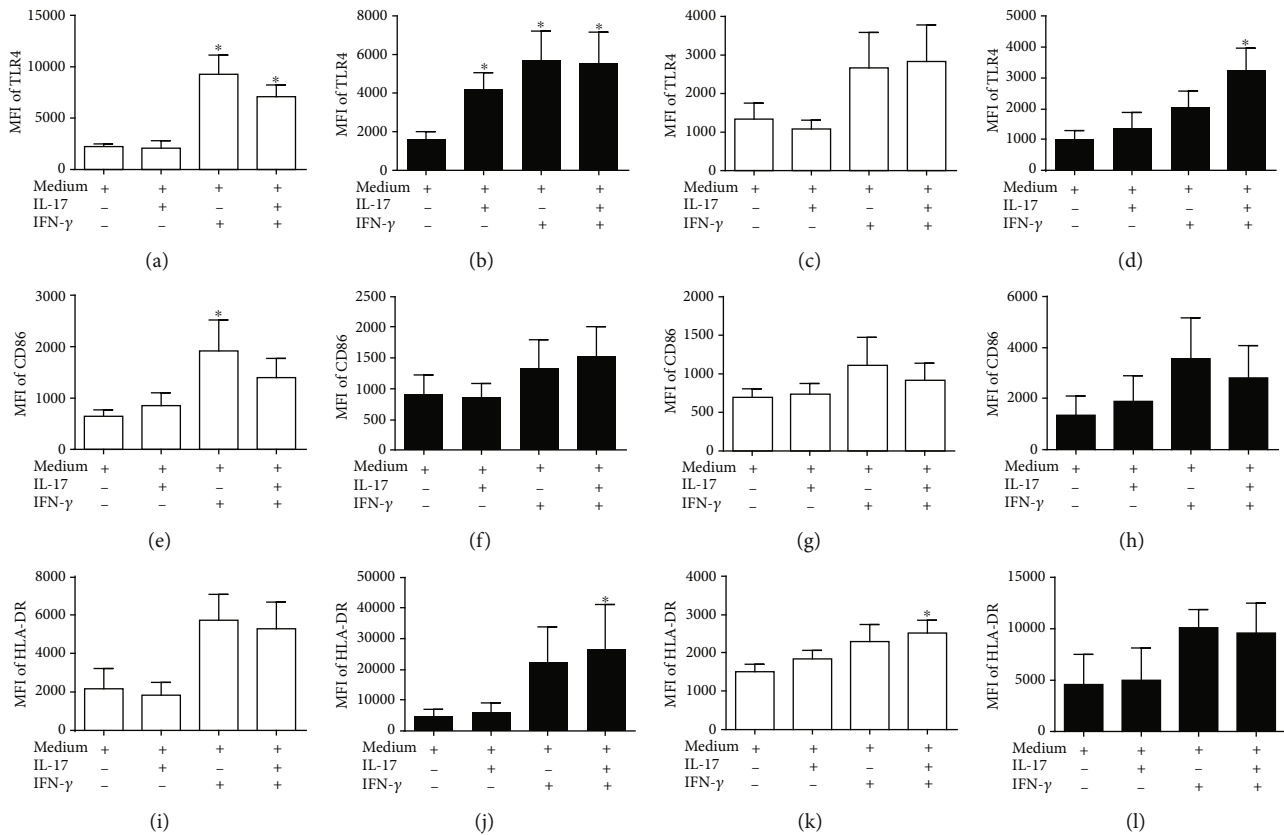 15000
10000
5000
0
MFI of TLR4
* *
Medium + + + +
IL-17 – + – +
IFN-γ – – + +
(a)
8000
6000
4000
2000
0
MFI of TLR4
* * *
Medium + + + +
IL-17 – + – +
IFN-γ – – + +
(b)
4000
3000
2000
1000
0
MFI of TLR4
Medium + + + +
IL-17 – + – +
IFN-γ – – + +
(c)
5000
4000
3000
2000
1000
0
MFI of TLR4
*
Medium + + + +
IL-17 – + – +
IFN-γ – – + +
(d)
3000
2000
1000
0
MFI of CD86
*
Medium + + + +
IL-17 – + – +
IFN-γ – – + +
(e)
2500
2000
1500
1000
500
0
MFI of CD86
Medium + + + +
IL-17 – + – +
IFN-γ – – + +
(f)
2000
1500
1000
500
0
MFI of CD86
Medium + + + +
IL-17 – + – +
IFN-γ – – + +
(g)
6000
4000
2000
0
MFI of CD86
Medium + + + +
IL-17 – + – +
IFN-γ – – + +
(h)
8000
6000
4000
2000
0
MFI of HLA-DR
Medium + + + +
IL-17 – + – +
IFN-γ – – + +
(i)
50000
40000
30000
20000
10000
0
MFI of HLA-DR
*
Medium + + + +
IL-17 – + – +
IFN-γ – – + +
(j)
4000
3000
2000
1000
0
MFI of HLA-DR
*
Medium + + + +
IL-17 – + – +
IFN-γ – – + +
(k)
15000
10000
5000
0
MFI of HLA-DR
Medium + + + +
IL-17 – + – +
IFN-γ – – + +
(l)